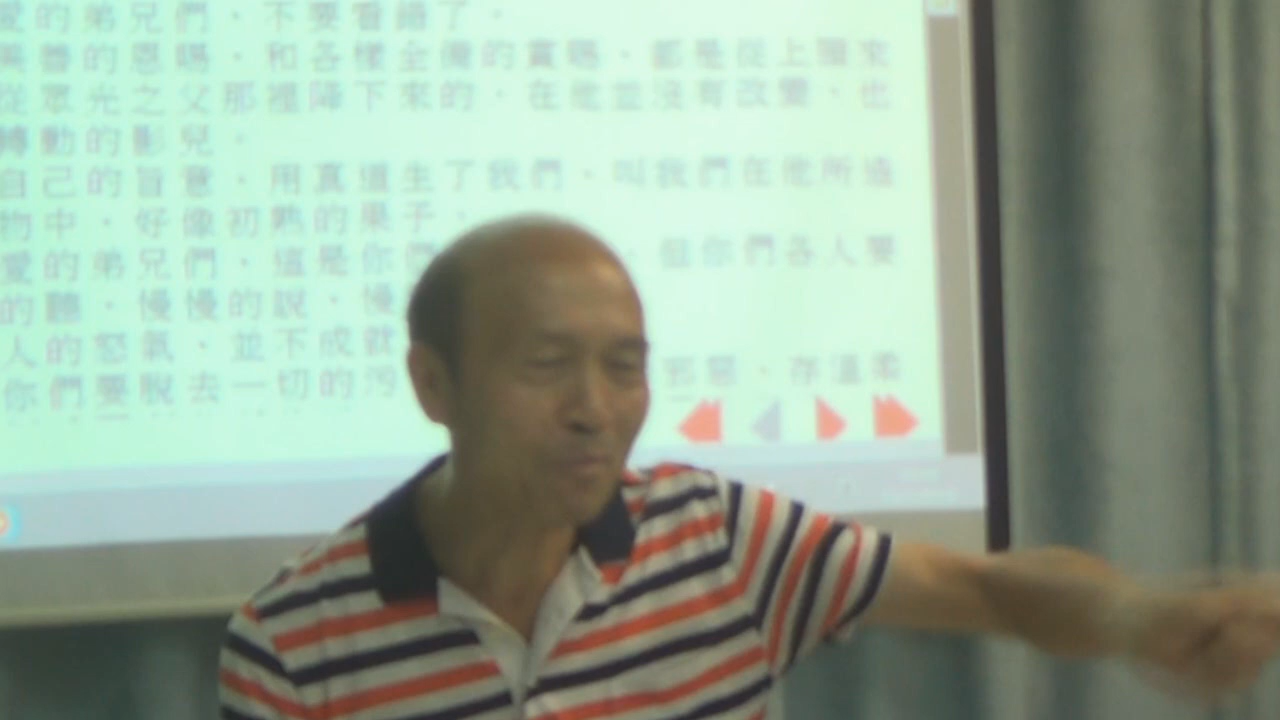 愛的弟兄們、不要看錯了．
美善的恩賜、和各樣全備的賞賜、都是從上頭來
從眾光之父那裡降下來的．在他並沒有改變、也
轉動的影兒．
自己的旨意、用真道生了我們、叫我們在他所造
物中、好像初熟的果子．
愛的弟兄們、這是你們 但你們各人要
的聽、慢慢的說、慢
人的怒氣、並不成就
你們要脫去一切的污 邪惡、存溫柔